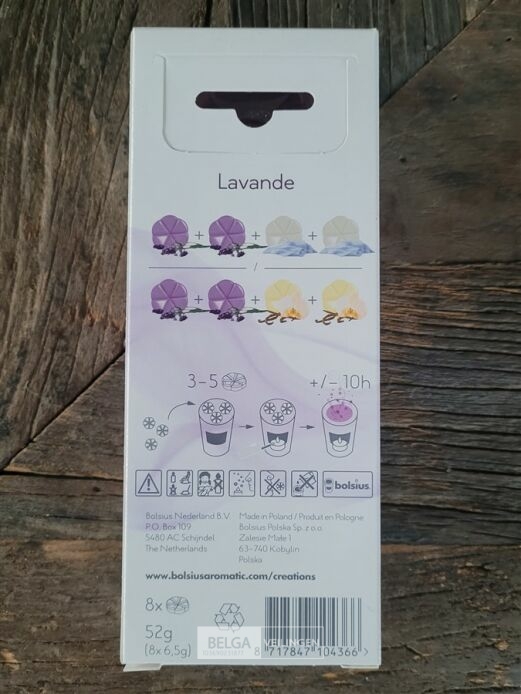 Lavande
+ + +
/
+ + +
3-5
+/- 10h
bolsius.
Bolsius Nederland B.V.
P.O. Box 109
5480 AC Schijndel
The Netherlands
Made in Poland / Produit en Pologne
Bolsius Polska Sp. z o.o.
Zalesie Małe 1
63-740 Kobylin
Polska
www.bolsiusaromatic.com/creations
8x
52g
(8x 6,5g)
BELGA VEILINGEN
8 717847 104366